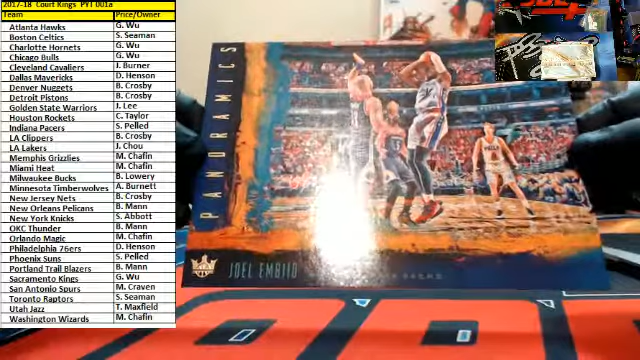 2017-18 Court Kings PYT 001a
Team Price/Owner
Atlanta Hawks G. Wu
Boston Celtics S. Seaman
Charlotte Hornets G. Wu
Chicago Bulls G. Wu
Cleveland Cavaliers J. Burner
Dallas Mavericks D. Henson
Denver Nuggets B. Crosby
Detroit Pistons B. Crosby
Golden State Warriors J. Lee
Houston Rockets C. Taylor
Indiana Pacers S. Pelled
LA Clippers B. Crosby
LA Lakers J. Chou
Memphis Grizzlies M. Chafin
Miami Heat M. Chafin
Milwaukee Bucks B. Lowery
Minnesota Timberwolves A. Burnett
New Jersey Nets B. Crosby
New Orleans Pelicans B. Mann
New York Knicks S. Abbott
OKC Thunder B. Mann
Orlando Magic M. Chafin
Philadelphia 76ers D. Henson
Phoenix Suns S. Pelled
Portland Trail Blazers B. Mann
Sacramento Kings G. Wu
San Antonio Spurs M. Craven
Toronto Raptors S. Seaman
Utah Jazz T. Maxfield
Washington Wizards M. Chafin
PANORAMICS
JOEL EMBIID